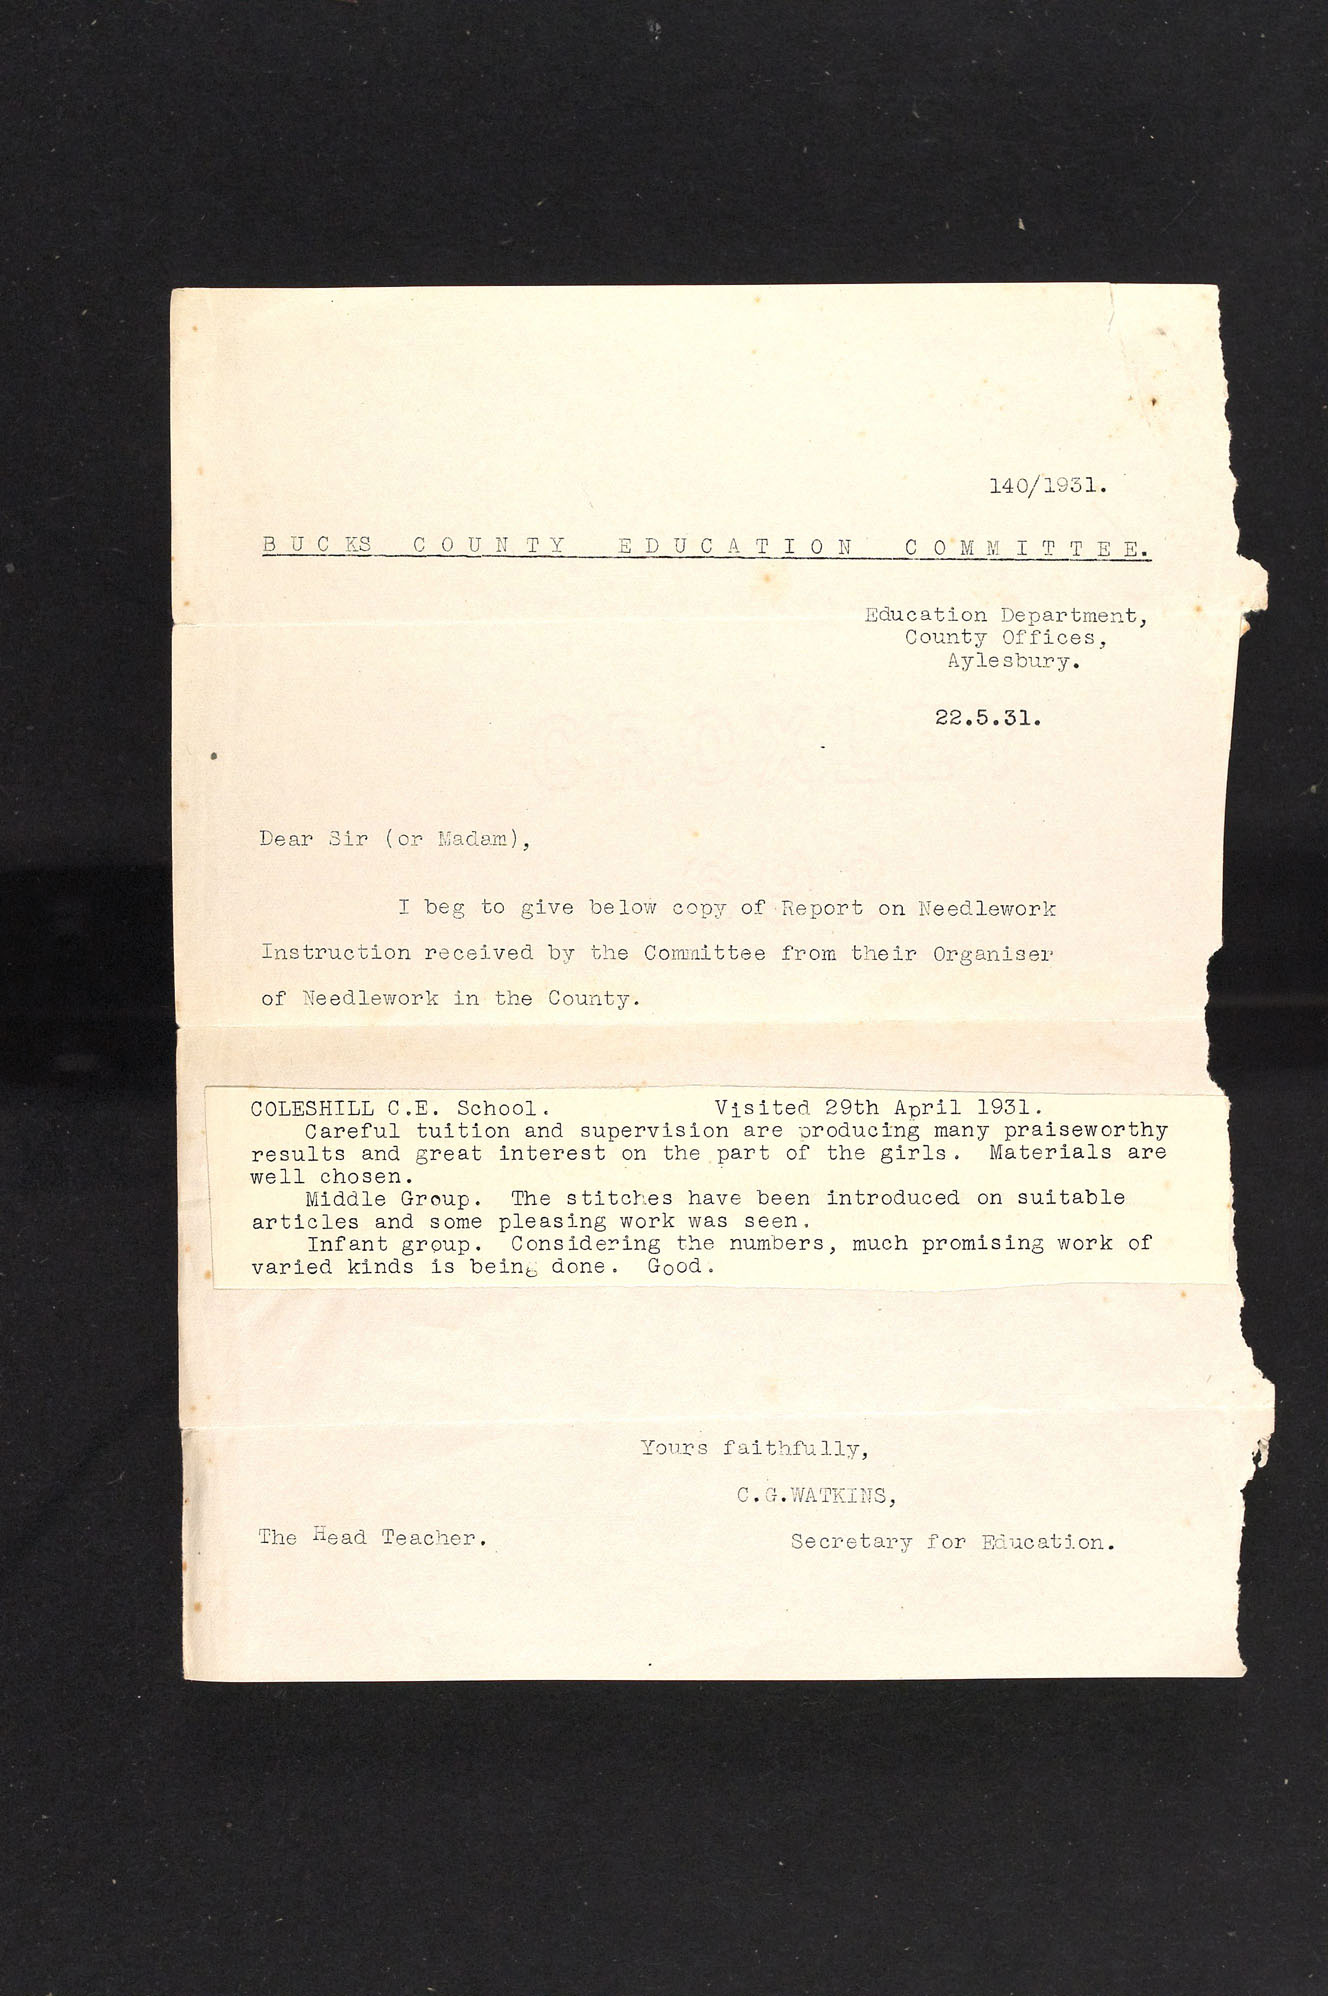 140/1931.
BUCKS COUNTY EDUCATION COMMITTEE.
Education Department,
County Offices,
Aylesbury.
22.5.31.
Dear Sir (or Madam),
I beg to give below copy of Report on Needlework
Instruction received by the Committee from their Organiser
of Needlework in the County.
COLESHILL C.E. School. Visited 29th April 1931.
Careful tuition and supervision are producing many praiseworthy
results and great interest on the part of the girls. Materials are
well chosen.
Middle Group. The stitches have been introduced on suitable
articles and some pleasing work was seen.
Infant group. Considering the numbers, much promising work of
varied kinds is being done. Good.
Yours faithfully,
C.G.WATKINS,
The Head Teacher. Secretary for Education.